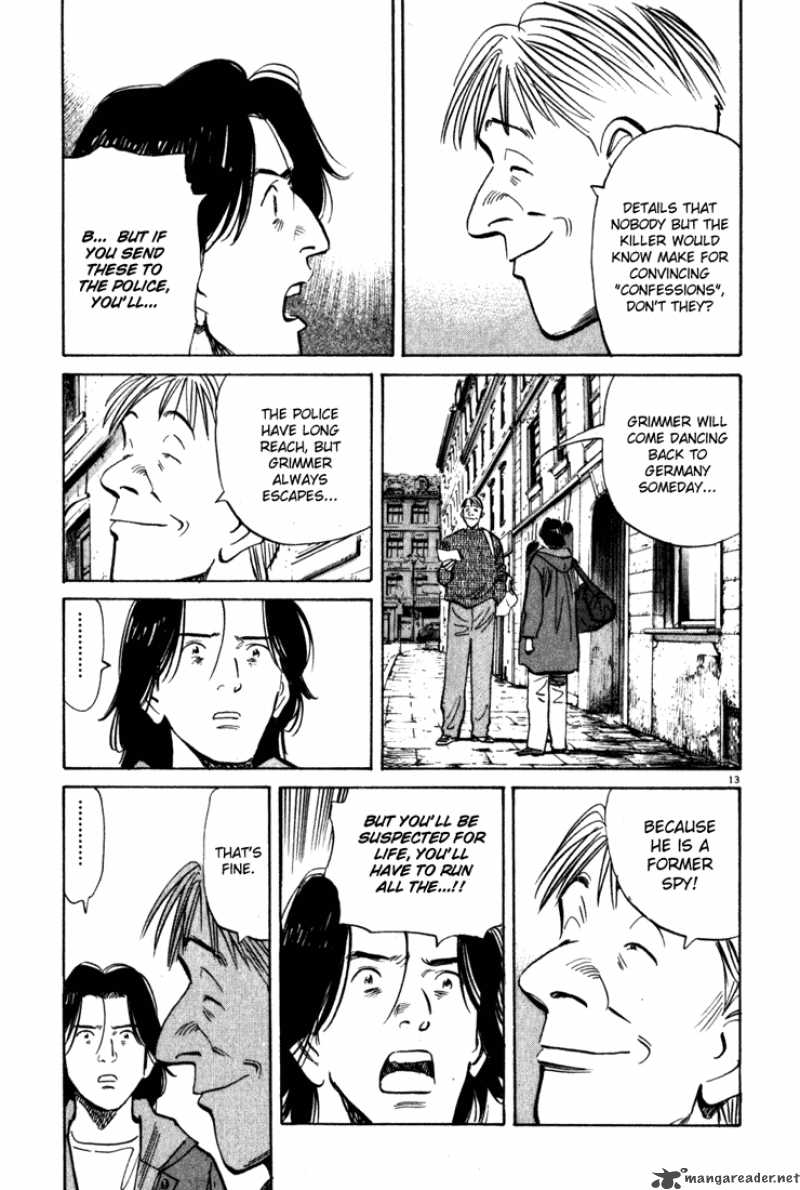 DETAILS THAT
NOBODY BUT THE
KILLER WOULD
KNOW MAKE FOR
CONVINCING
"CONFESSIONS",
DON'T THEY?
B... BUT IF
YOU SEND
THESE TO
THE POLICE,
YOU'LL...
GRIMMER WILL
COME DANCING
BACK TO
GERMANY
SOMEDAY...
THE POLICE
HAVE LONG
REACH, BUT
GRIMMER
ALWAYS
ESCAPES...
.........
13
BECAUSE
HE IS A
FORMER
SPY!
BUT YOU'LL BE
SUSPECTED FOR
LIFE, YOU'LL
HAVE TO RUN
ALL THE...!!
THAT'S
FINE.
.........
mangareader.net